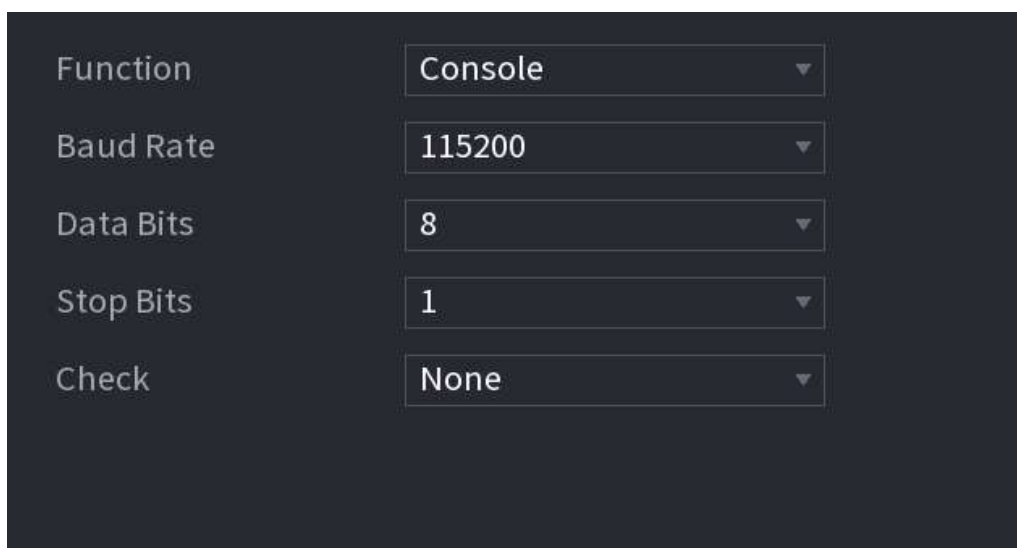 Function Console
Baud Rate 115200
Data Bits 8
Stop Bits 1
Check None